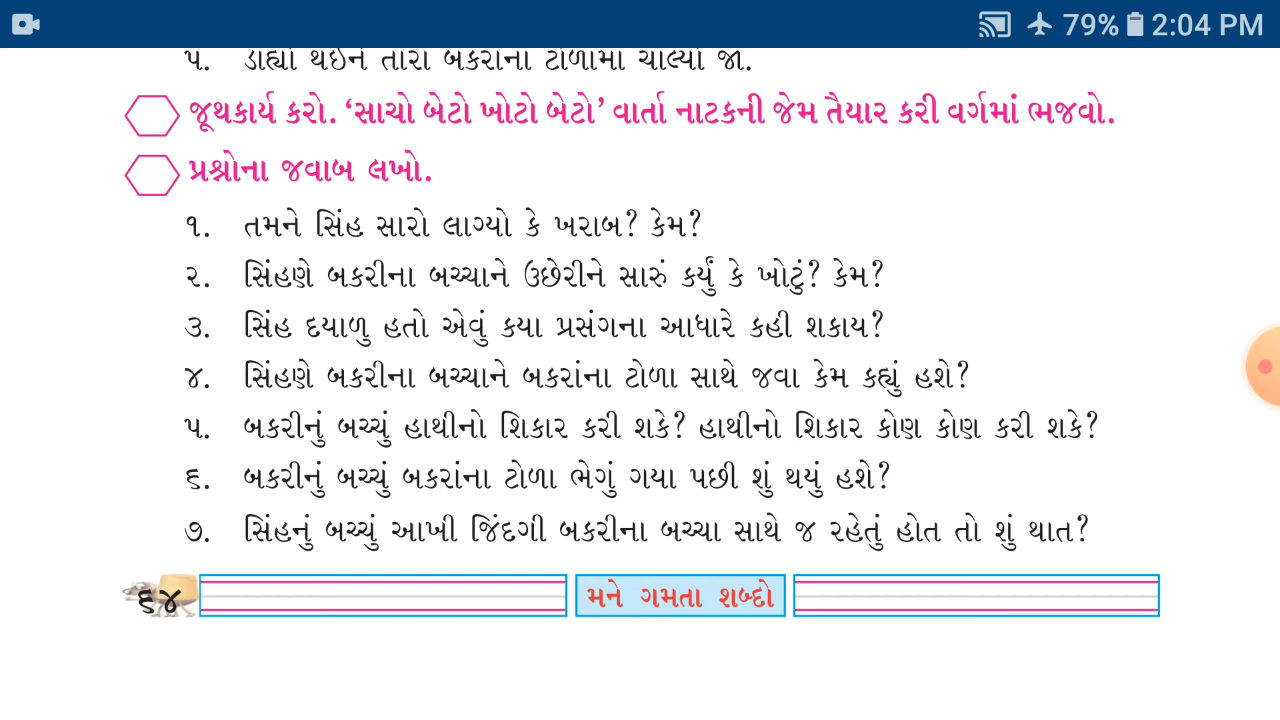 79% 2:04 PM
૫. ડાહ્યો થઈને તારા બકરાંના ટોળામાં ચાલ્યો જા.
જૂથકાર્ય કરો. ‘સાચો બેટો ખોટો બેટો’ વાર્તા નાટકની જેમ તૈયાર કરી વર્ગમાં ભજવો.
પ્રશ્નોના જવાબ લખો.
૧. તમને સિંહ સારો લાગ્યો કે ખરાબ? કેમ?
૨. સિંહણે બકરીના બચ્ચાને ઉછેરીને સારું કર્યું કે ખોટું? કેમ?
૩. સિંહ દયાળુ હતો એવું કયા પ્રસંગના આધારે કહી શકાય?
૪. સિંહણે બકરીના બચ્ચાને બકરાંના ટોળા સાથે જવા કેમ કહ્યું હશે?
૫. બકરીનું બચ્ચું હાથીનો શિકાર કરી શકે? હાથીનો શિકાર કોણ કોણ કરી શકે?
૬. બકરીનું બચ્ચું બકરાંના ટોળા ભેગું ગયા પછી શું થયું હશે?
૭. સિંહનું બચ્ચું આખી જિંદગી બકરીના બચ્ચા સાથે જ રહેતું હોત તો શું થાત?
૬૪ મને ગમતા શબ્દો